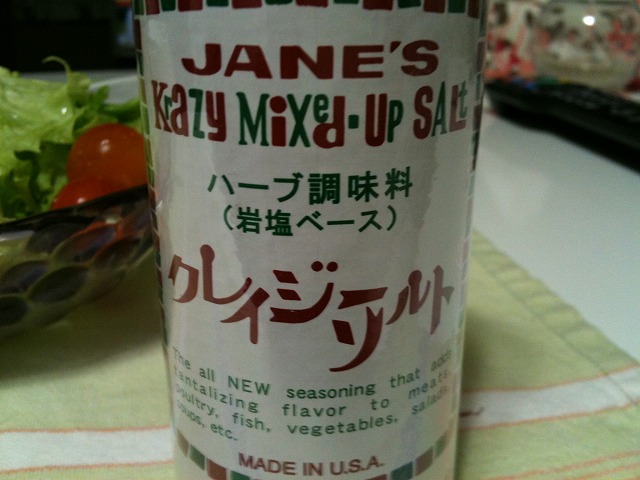 JANE'S
Krazy Mixed-Up SALt
ハーブ調味料
(岩塩ベース)
クレイジーソルト
The all NEW seasoning that adds
tantalizing flavor to meats,
poultry, fish, vegetables, salads,
soups, etc.
MADE IN U.S.A.